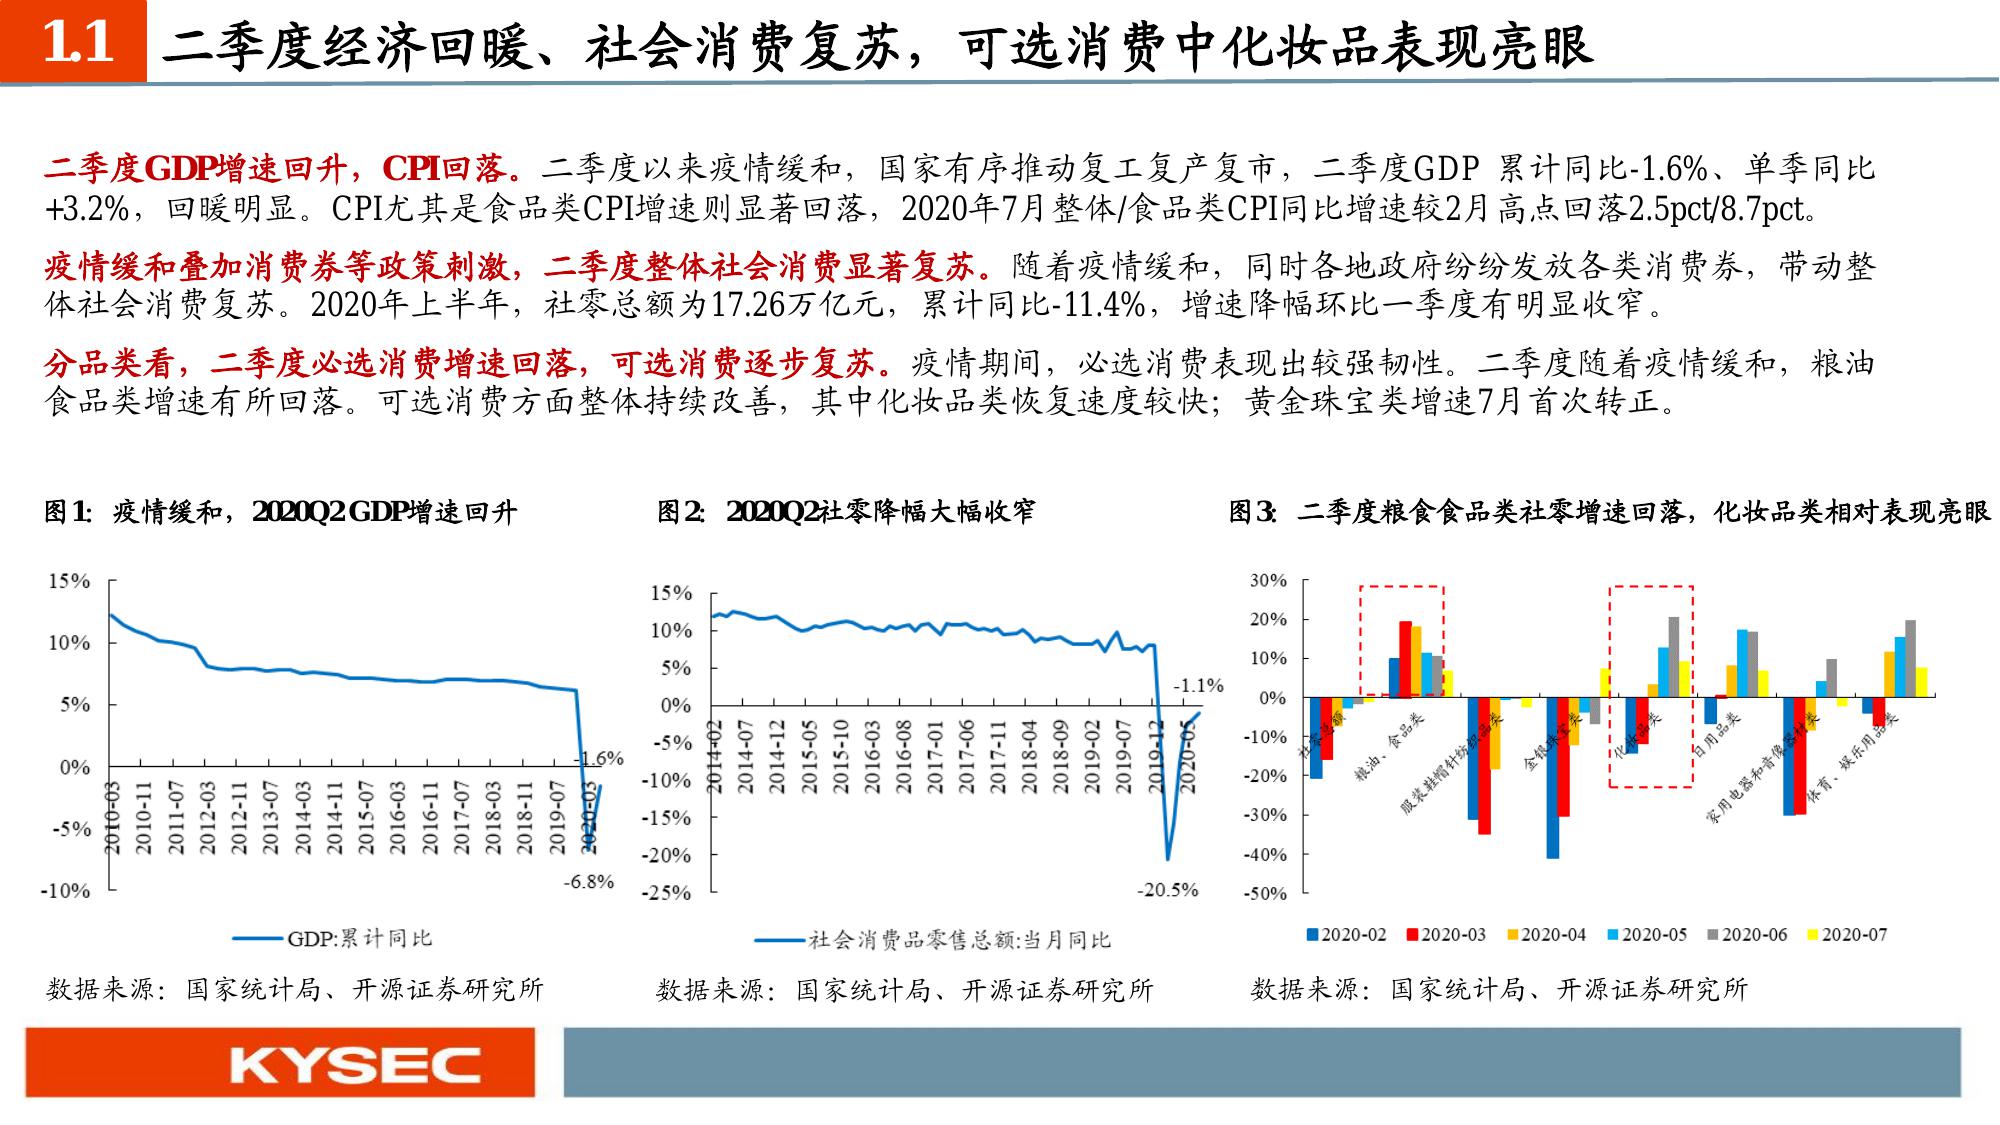 1.1 二季度经济回暖、社会消费复苏，可选消费中化妆品表现亮眼
二季度GDP增速回升，CPI回落。二季度以来疫情缓和，国家有序推动复工复产复市，二季度GDP 累计同比-1.6%、单季同比
+3.2%，回暖明显。CPI尤其是食品类CPI增速则显著回落，2020年7月整体/食品类CPI同比增速较2月高点回落2.5pct/8.7pct。
疫情缓和叠加消费券等政策刺激，二季度整体社会消费显著复苏。随着疫情缓和，同时各地政府纷纷发放各类消费券，带动整
体社会消费复苏。2020年上半年，社零总额为17.26万亿元，累计同比-11.4%，增速降幅环比一季度有明显收窄。
分品类看，二季度必选消费增速回落，可选消费逐步复苏。疫情期间，必选消费表现出较强韧性。二季度随着疫情缓和，粮油
食品类增速有所回落。可选消费方面整体持续改善，其中化妆品类恢复速度较快；黄金珠宝类增速7月首次转正。
图1：疫情缓和，2020Q2 GDP增速回升
15%
10%
5%
0%
-5%
-10%
-1.6%
-6.8%
2010-03
2010-11
2011-07
2012-03
2012-11
2013-07
2014-03
2014-11
2015-07
2016-03
2016-11
2017-07
2018-03
2018-11
2019-07
2020-03
GDP:累计同比
数据来源：国家统计局、开源证券研究所
图2：2020Q2社零降幅大幅收窄
15%
10%
5%
0%
-5%
-10%
-15%
-20%
-25%
-1.1%
-20.5%
2014-02
2014-07
2014-12
2015-05
2015-10
2016-03
2016-08
2017-01
2017-06
2017-11
2018-04
2018-09
2019-02
2019-07
2019-12
2020-05
社会消费品零售总额:当月同比
数据来源：国家统计局、开源证券研究所
图3：二季度粮食食品类社零增速回落，化妆品类相对表现亮眼
30%
20%
10%
0%
-10%
-20%
-30%
-40%
-50%
社零总额
粮油、食品类
服装鞋帽针纺织品类
金银珠宝类
化妆品类
日用品类
家用电器和音像器材类
体育、娱乐用品类
2020-02 2020-03 2020-04 2020-05 2020-06 2020-07
数据来源：国家统计局、开源证券研究所
KYSEC